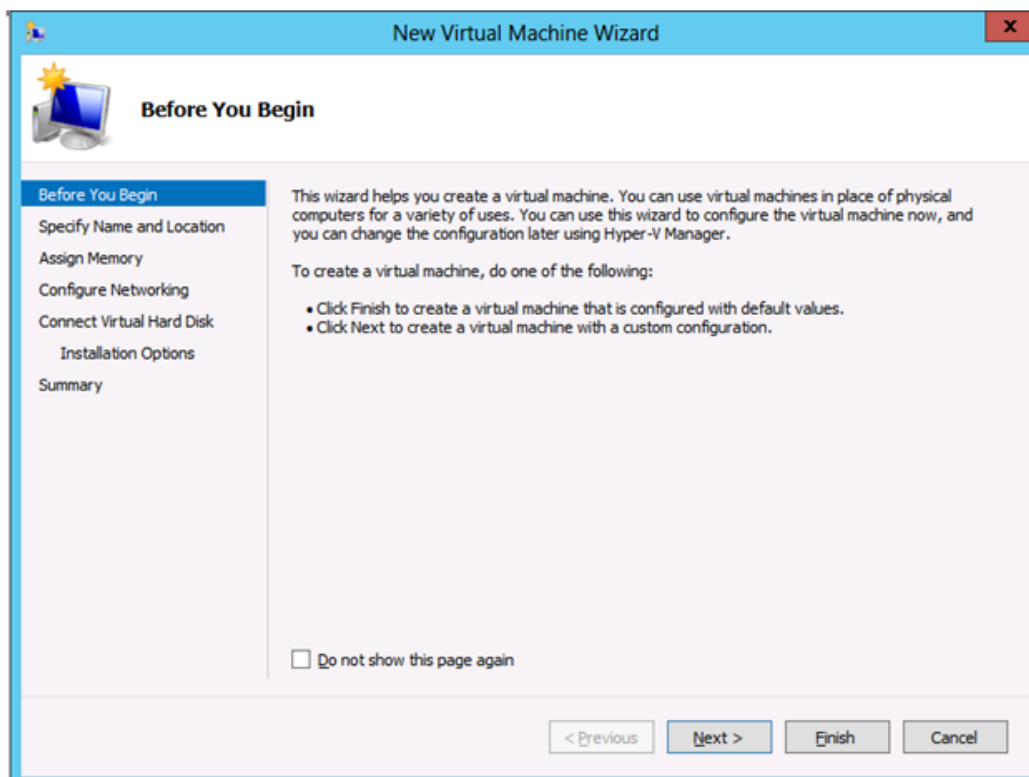 New Virtual Machine Wizard
x
Before You Begin
Before You Begin
Specify Name and Location
Assign Memory
Configure Networking
Connect Virtual Hard Disk
Installation Options
Summary
This wizard helps you create a virtual machine. You can use virtual machines in place of physical
computers for a variety of uses. You can use this wizard to configure the virtual machine now, and
you can change the configuration later using Hyper-V Manager.
To create a virtual machine, do one of the following:
• Click Finish to create a virtual machine that is configured with default values.
• Click Next to create a virtual machine with a custom configuration.
Do not show this page again
< Previous
Next >
Finish
Cancel